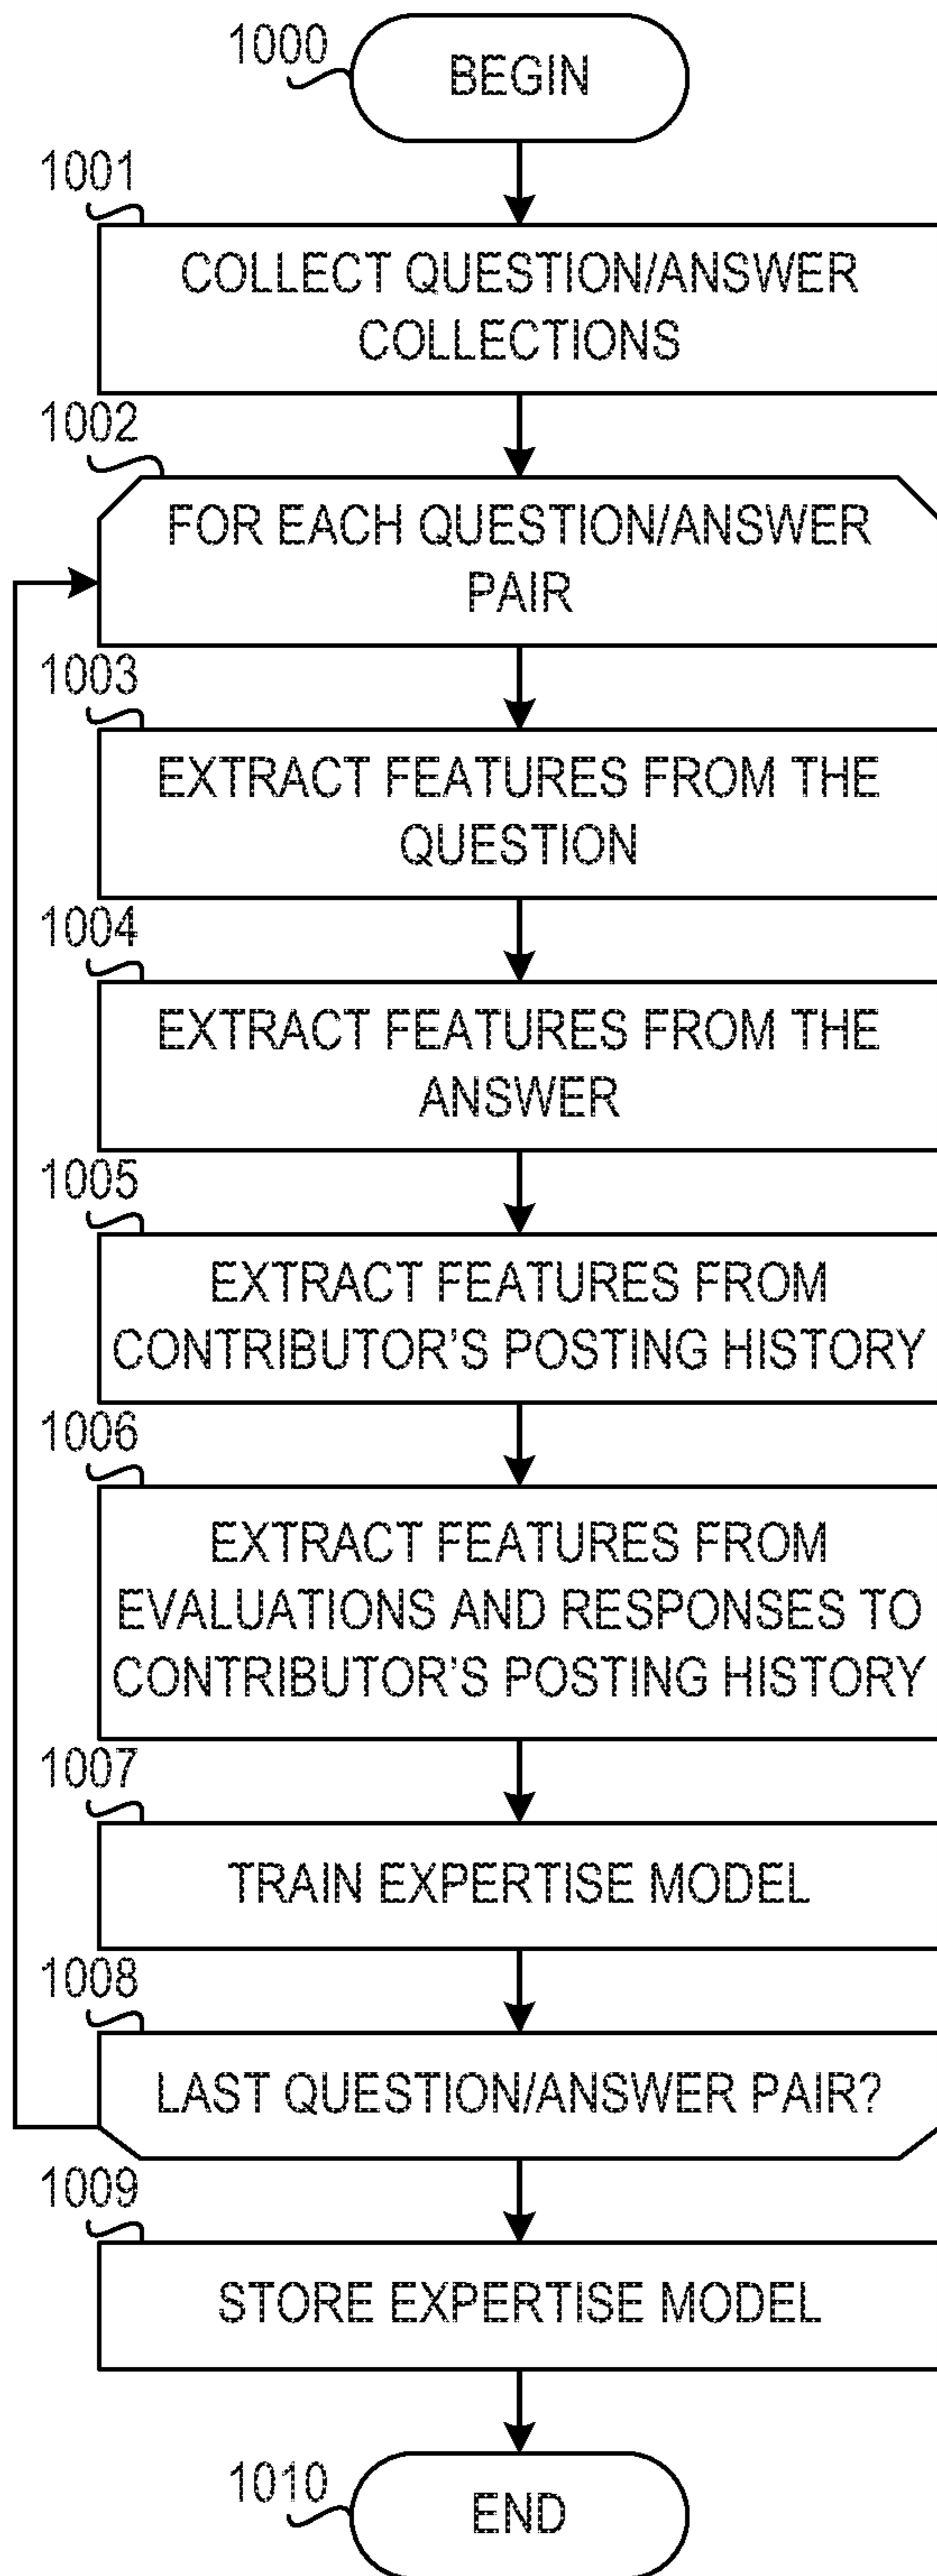 1000
BEGIN
1001
COLLECT QUESTION/ANSWER
COLLECTIONS
1002
FOR EACH QUESTION/ANSWER
PAIR
1003
EXTRACT FEATURES FROM THE
QUESTION
1004
EXTRACT FEATURES FROM THE
ANSWER
1005
EXTRACT FEATURES FROM
CONTRIBUTOR'S POSTING HISTORY
1006
EXTRACT FEATURES FROM
EVALUATIONS AND RESPONSES TO
CONTRIBUTOR'S POSTING HISTORY
1007
TRAIN EXPERTISE MODEL
1008
LAST QUESTION/ANSWER PAIR?
1009
STORE EXPERTISE MODEL
1010
END